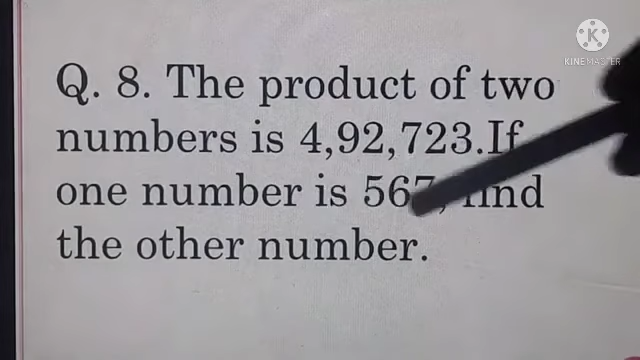 KINEMASTER
Q. 8. The product of two
numbers is 4,92,723.If
one number is 567, find
the other number.